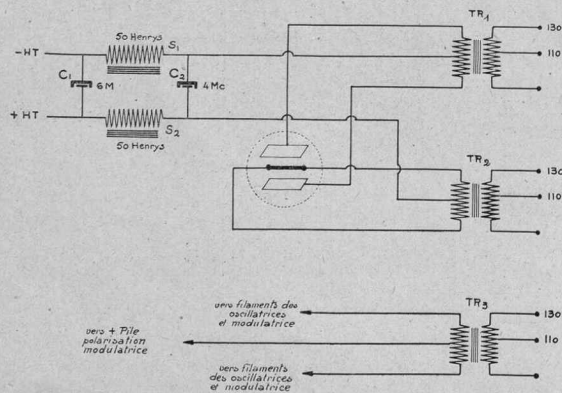 50 Henrys
S1
TR1
130
110
-HT
C1
6M
C2
4Mc
+HT
S2
50 Henrys
TR2
130
110
TR3
130
110
vers filaments des
oscillatrices
et modulatrice
vers + Pile
polarisation
modulatrice
vers filaments
des oscillatrices
et modulatrice